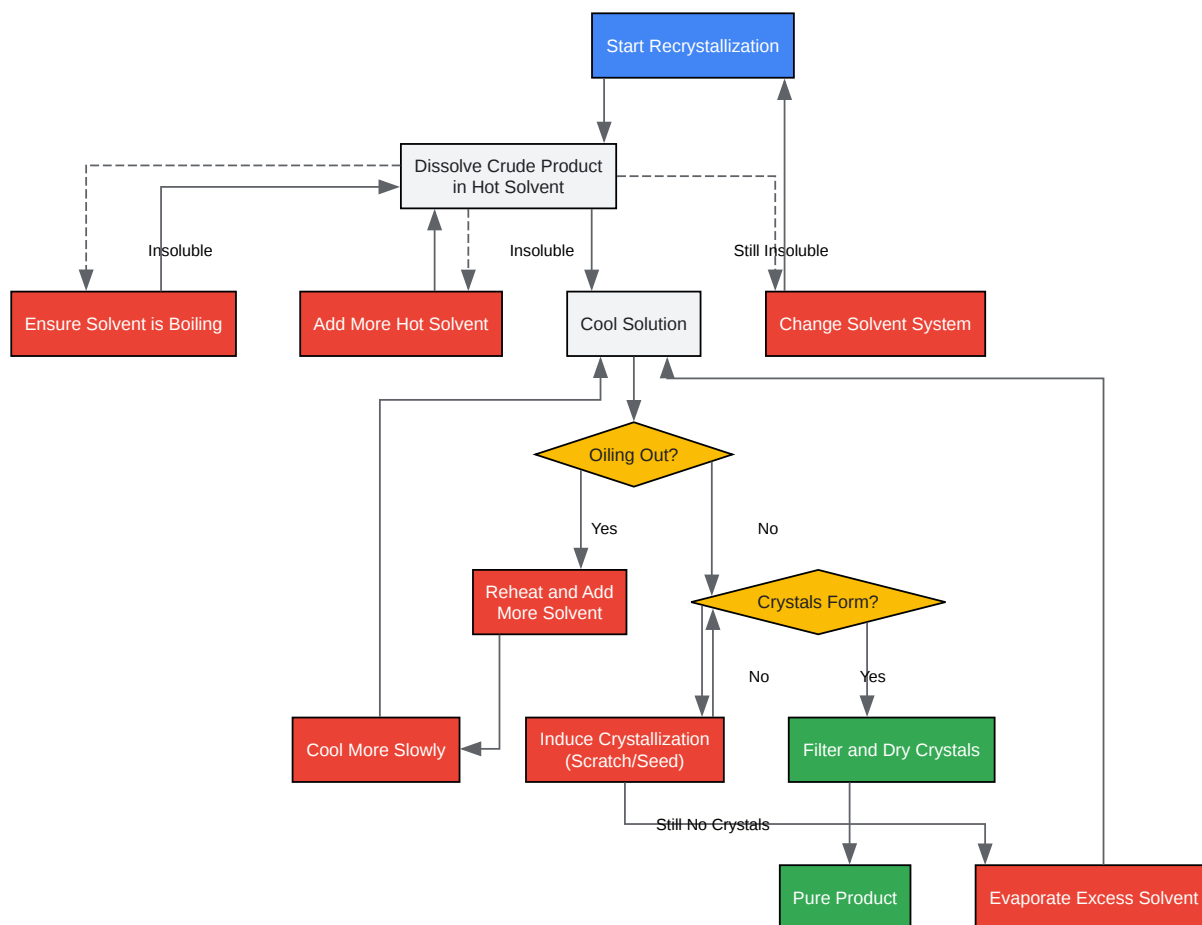 Start Recrystallization
Dissolve Crude Product
in Hot Solvent
Insoluble
Insoluble
Still Insoluble
Ensure Solvent is Boiling
Add More Hot Solvent
Cool Solution
Change Solvent System
Oiling Out?
Yes
No
Reheat and Add
More Solvent
Crystals Form?
No
Yes
Cool More Slowly
Induce Crystallization
(Scratch/Seed)
Filter and Dry Crystals
Still No Crystals
Pure Product
Evaporate Excess Solvent